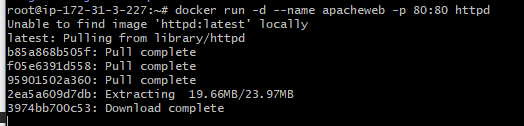 root@ip-172-31-3-227:~# docker run -d --name apacheweb -p 80:80 httpd
Unable to find image 'httpd:latest' locally
latest: Pulling from library/httpd
b85a868b505f: Pull complete
f05e6391d558: Pull complete
95901502a360: Pull complete
2ea5a609d7db: Extracting  19.66MB/23.97MB
3974bb700c53: Download complete